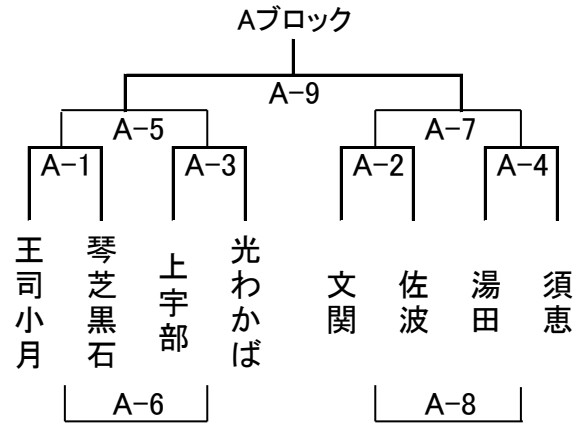 Aブロック
A-9
A-5
A-7
A-1
A-3
A-2
A-4
王司小月
琴芝黒石
上宇部
光わかば
文関
佐波
湯田
須恵
A-6
A-8